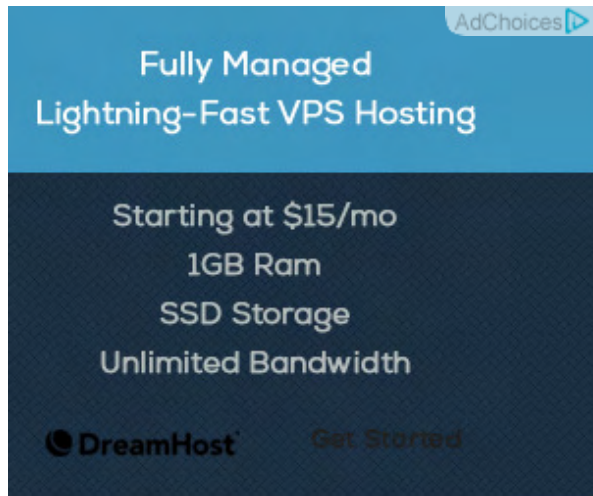 AdChoices
Fully Managed
Lightning-Fast VPS Hosting
Starting at $15/mo
1GB Ram
SSD Storage
Unlimited Bandwidth
DreamHost
Get Started